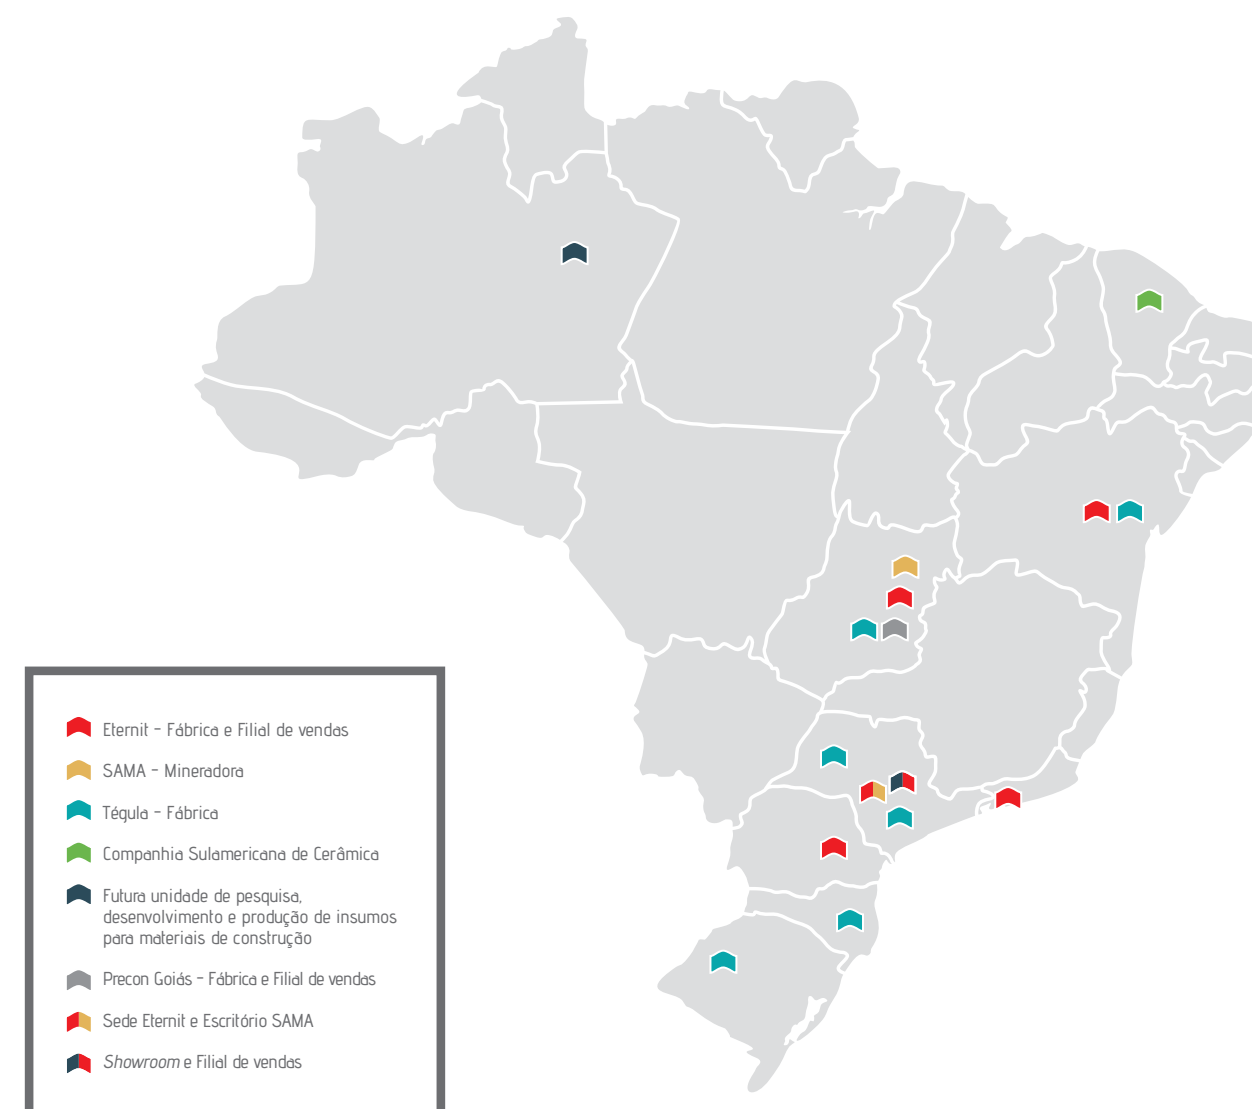 Eternit - Fábrica e Filial de vendas
SAMA - Mineradora
Tégula - Fábrica
Companhia Sulamericana de Cerâmica
Futura unidade de pesquisa,
desenvolvimento e produção de insumos
para materiais de construção
Precon Goiás - Fábrica e Filial de vendas
Sede Eternit e Escritório SAMA
Showroom e Filial de vendas